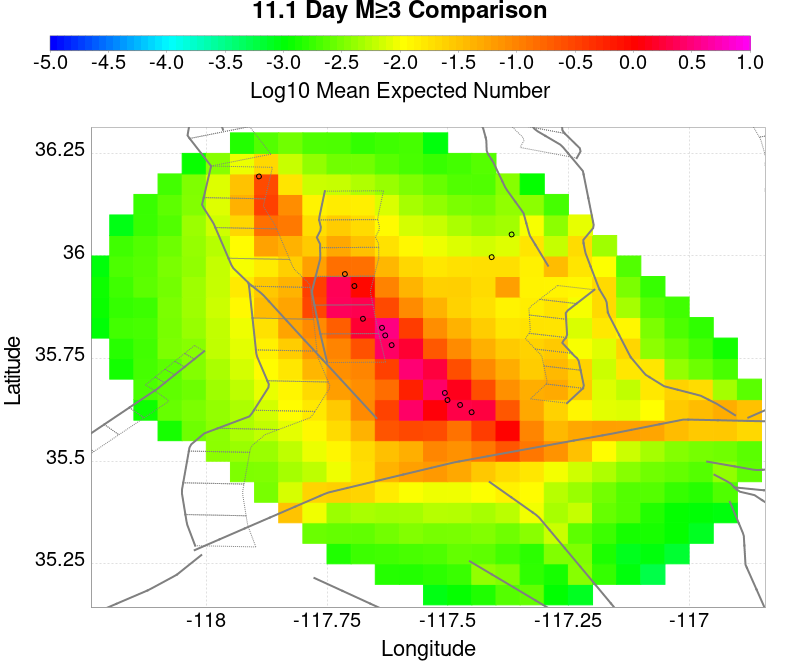 11.1 Day M≥3 Comparison
-5.0 -4.5 -4.0 -3.5 -3.0 -2.5 -2.0 -1.5 -1.0 -0.5 0.0 0.5 1.0
Log10 Mean Expected Number
36.25
36
35.75
35.5
35.25
Latitude
-118 -117.75 -117.5 -117.25 -117
Longitude